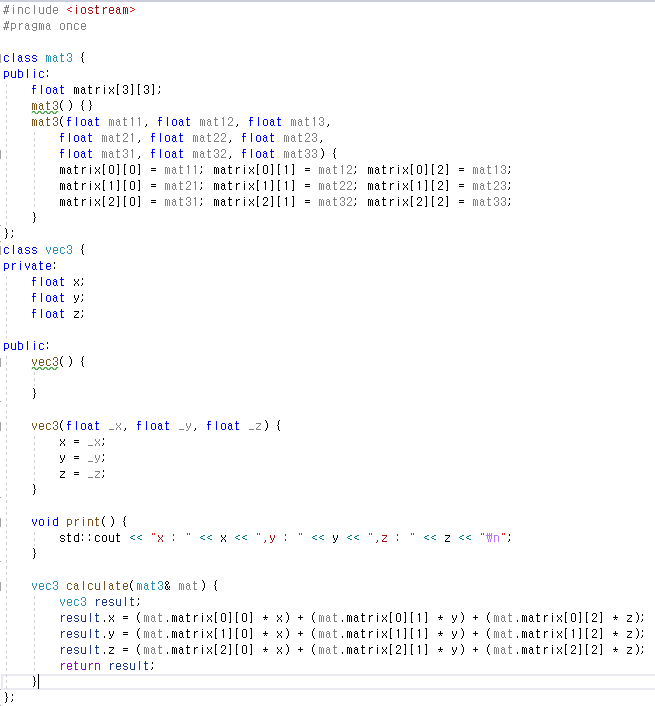 #include <iostream>
#pragma once
class mat3 {
public:
float matrix[3][3];
mat3() {}
mat3(float mat11, float mat12, float mat13,
float mat21, float mat22, float mat23,
float mat31, float mat32, float mat33) {
matrix[0][0] = mat11; matrix[0][1] = mat12; matrix[0][2] = mat13;
matrix[1][0] = mat21; matrix[1][1] = mat22; matrix[1][2] = mat23;
matrix[2][0] = mat31; matrix[2][1] = mat32; matrix[2][2] = mat33;
}
};
class vec3 {
private:
float x;
float y;
float z;
public:
vec3() {
}
vec3(float _x, float _y, float _z) {
x = _x;
y = _y;
z = _z;
}
void print() {
std::cout << "x : " << x << ",y : " << y << ",z : " << z << "₩n";
}
vec3 calculate(mat3& mat) {
vec3 result;
result.x = (mat.matrix[0][0] * x) + (mat.matrix[0][1] * y) + (mat.matrix[0][2] * z);
result.y = (mat.matrix[1][0] * x) + (mat.matrix[1][1] * y) + (mat.matrix[1][2] * z);
result.z = (mat.matrix[2][0] * x) + (mat.matrix[2][1] * y) + (mat.matrix[2][2] * z);
return result;
}
};